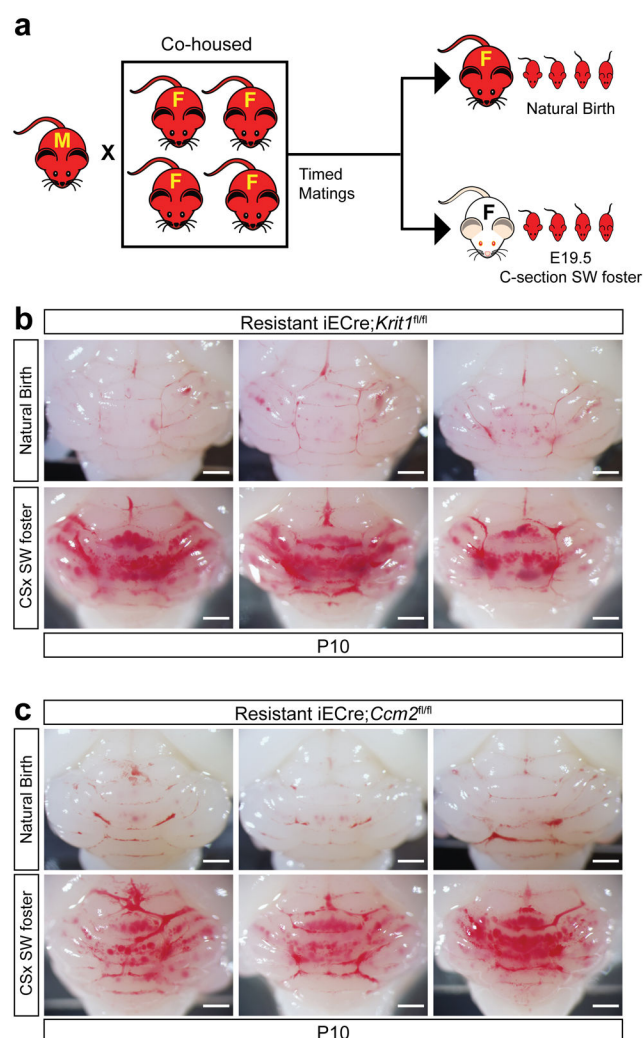 a
Co-housed
M
X
F
F
F
F
Timed
Matings
F
Natural Birth
F
E19.5
C-section SW foster
b
Resistant iECre;Krit1fl/fl
Natural Birth
CSx SW foster
P10
c
Resistant iECre;Ccm2fl/fl
Natural Birth
CSx SW foster
P10